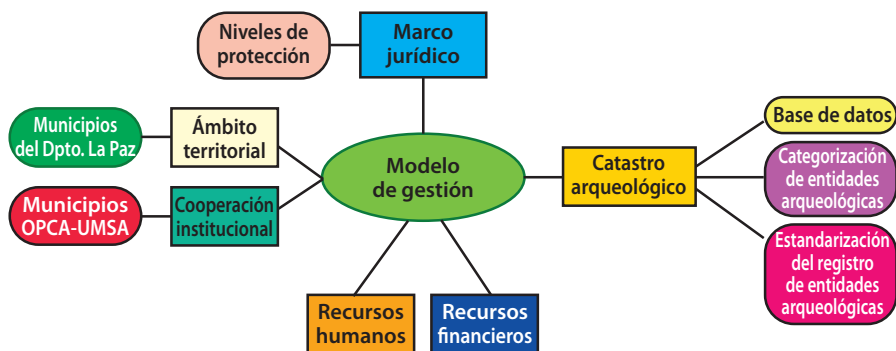 Niveles de
protección
Marco
jurídico
Municipios
del Dpto. La Paz
Ámbito
territorial
Municipios
OPCA-UMSA
Cooperación
institucional
Modelo
de gestión
Catastro
arqueológico
Base de datos
Categorización
de entidades
arqueológicas
Estandarización
del registro
de entidades
arqueológicas
Recursos
humanos
Recursos
financieros